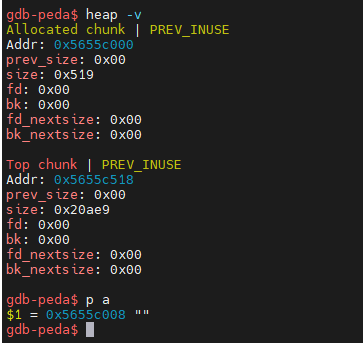 gdb-peda$ heap -v
Allocated chunk | PREV_INUSE
Addr: 0x5655c000
prev_size: 0x00
size: 0x519
fd: 0x00
bk: 0x00
fd_nextsize: 0x00
bk_nextsize: 0x00
Top chunk | PREV_INUSE
Addr: 0x5655c518
prev_size: 0x00
size: 0x20ae9
fd: 0x00
bk: 0x00
fd_nextsize: 0x00
bk_nextsize: 0x00
gdb-peda$ p a
$1 = 0x5655c008 ""
gdb-peda$